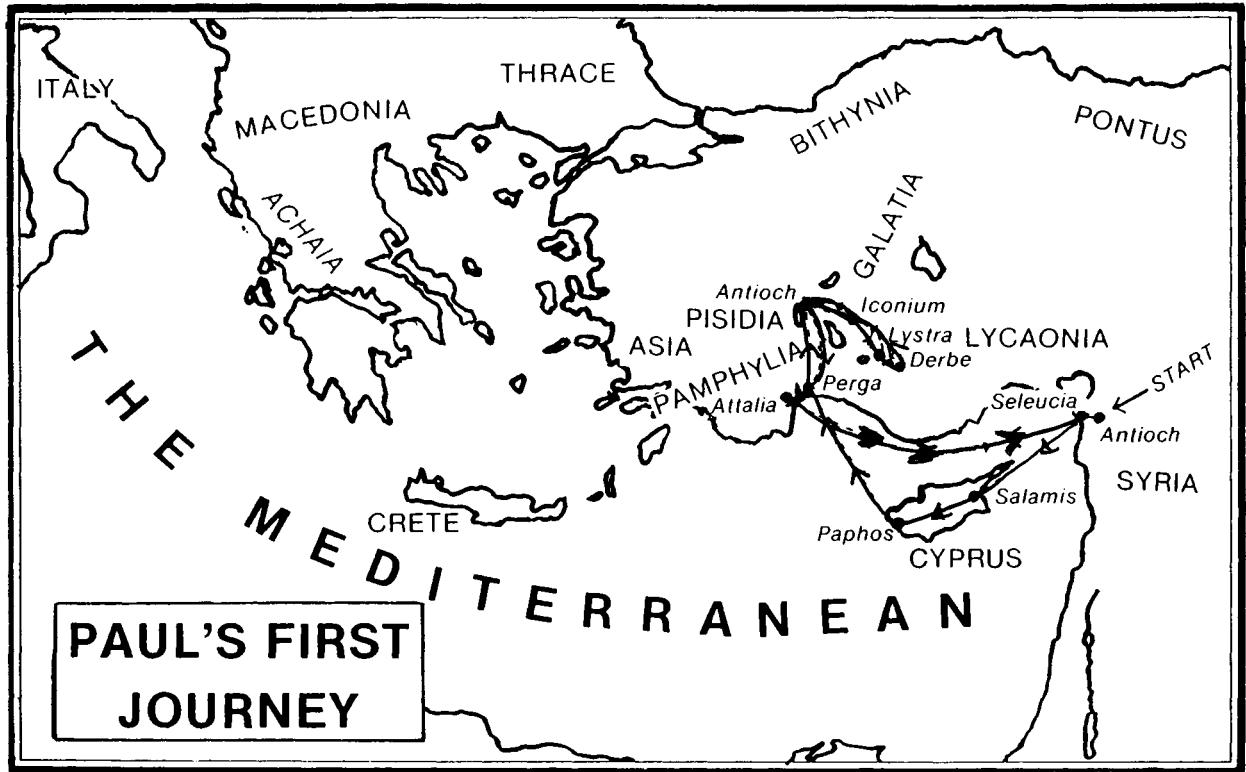 ITALY
MACEDONIA
THRACE
BITHYNIA
PONTUS
ACHAIA
GALATIA
Antioch
PISIDIA
Iconium
Lystra
LYCAONIA
Derbe
ASIA
PAMPHYLIA
Perga
Attalia
Seleucia
START
Antioch
SYRIA
Salamis
Paphos
CYPRUS
CRETE
THE MEDITERRANEAN
PAUL'S FIRST
JOURNEY